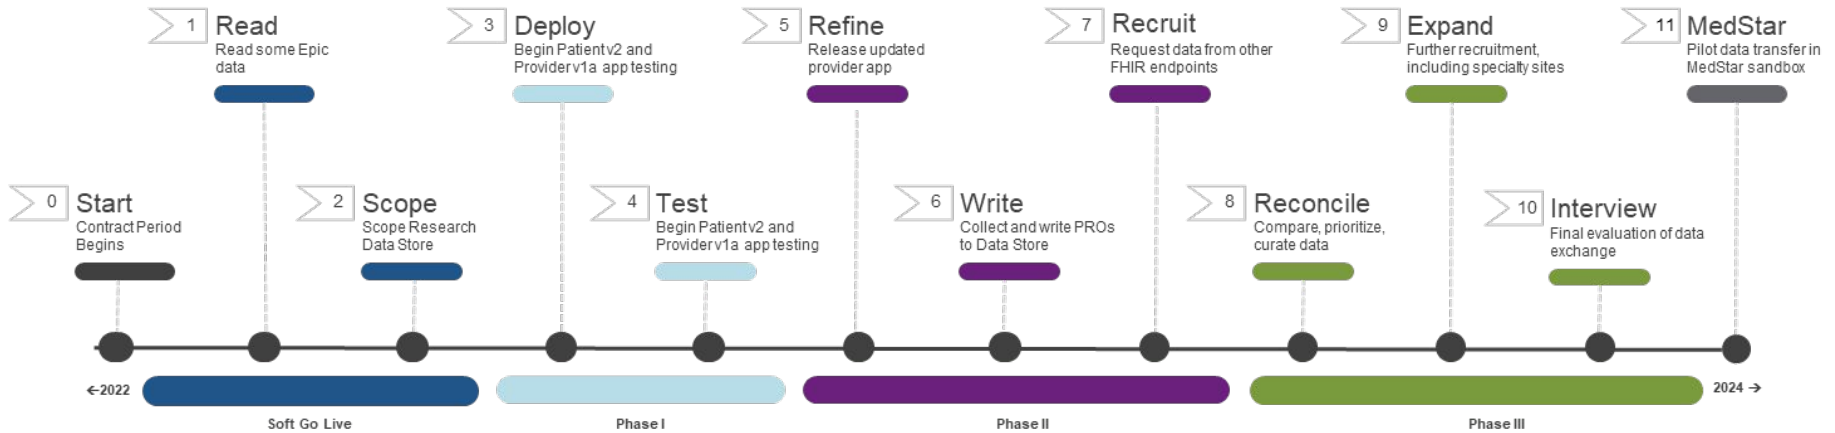 1 Read
Read some Epic
data
3 Deploy
Begin Patient v2 and
Provider v1a app testing
5 Refine
Release updated
provider app
7 Recruit
Request data from other
FHIR endpoints
9 Expand
Further recruitment,
including specialty sites
11 MedStar
Pilot data transfer in
MedStar sandbox
0 Start
Contract Period
Begins
2 Scope
Scope Research
Data Store
4 Test
Begin Patient v2 and
Provider v1a app testing
6 Write
Collect and write PROs
to Data Store
8 Reconcile
Compare, prioritize,
curate data
10 Interview
Final evaluation of data
exchange
←2022
2024 →
Soft Go Live
Phase I
Phase II
Phase III